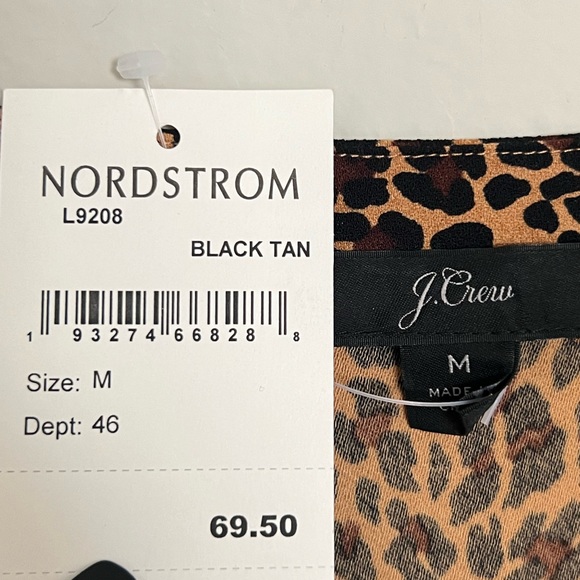 NORDSTROM
L9208
BLACK TAN
1 93274 66828 8
Size: M
Dept: 46
69.50
J.Crew
M
MADE